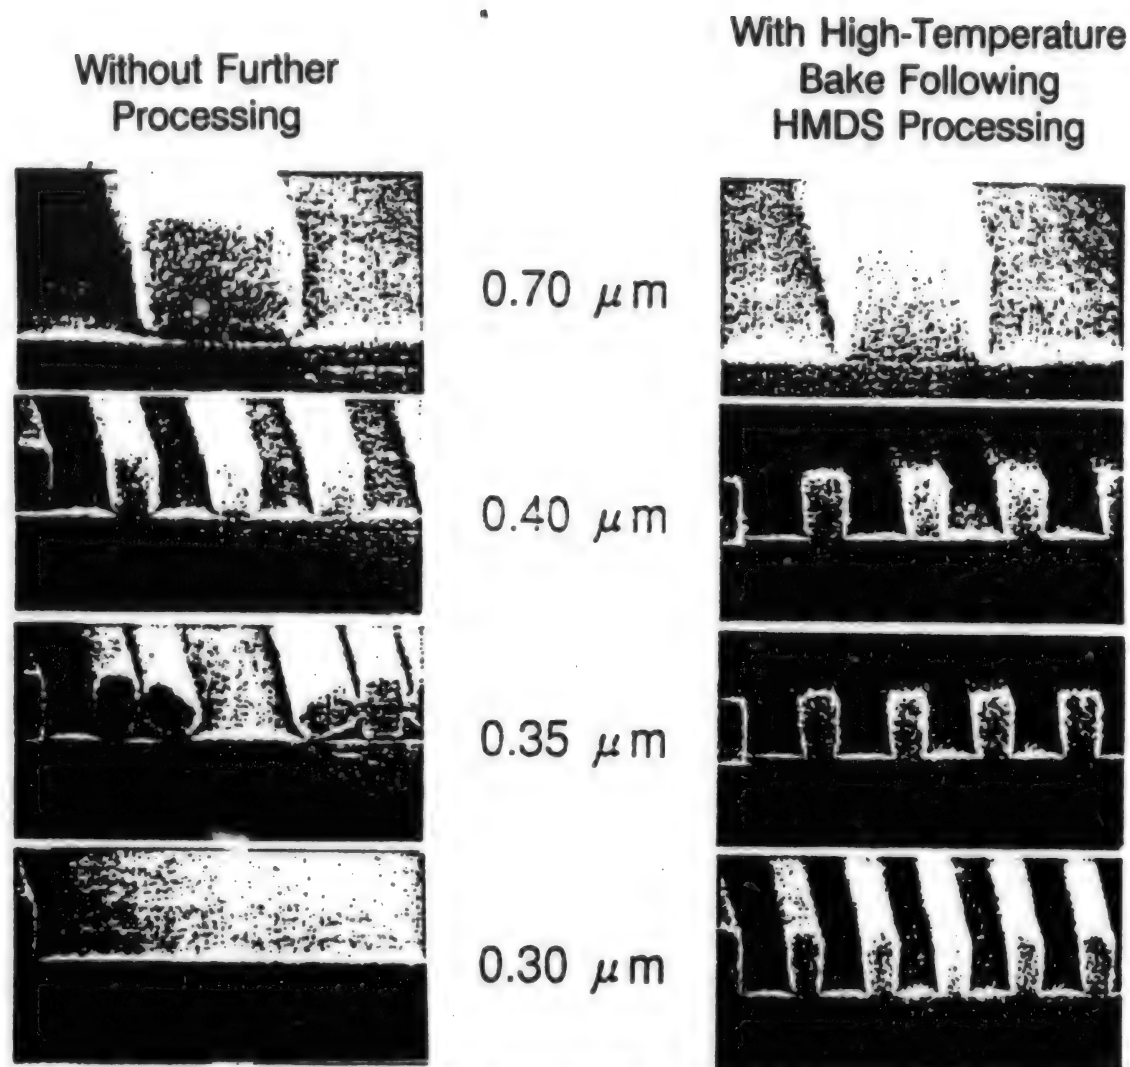 Without Further
Processing
With High-Temperature
Bake Following
HMDS Processing
0.70 μm
0.40 μm
0.35 μm
0.30 μm